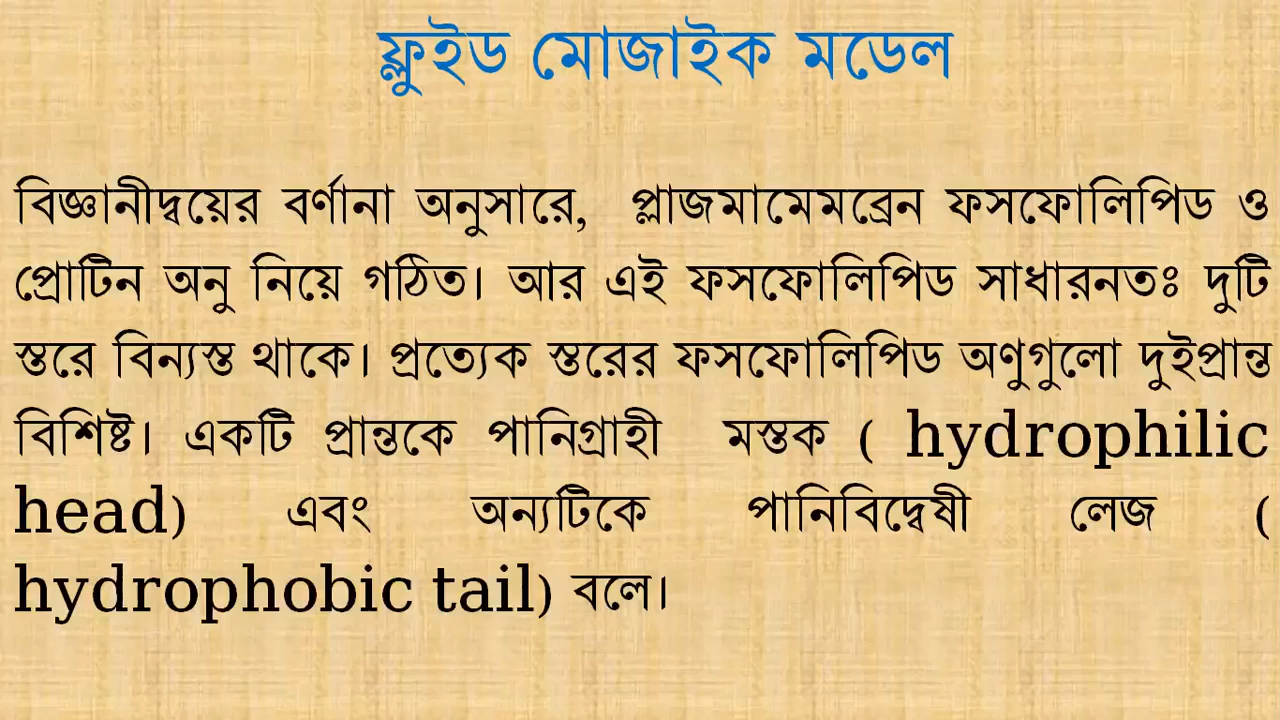 ফ্লুইড মোজাইক মডেল
বিজ্ঞানীদ্বয়ের বর্ণানা অনুসারে, প্লাজমামেমব্রেন ফসফোলিপিড ও
প্রোটিন অনু নিয়ে গঠিত। আর এই ফসফোলিপিড সাধারনতঃ দুটি
স্তরে বিন্যস্ত থাকে। প্রত্যেক স্তরের ফসফোলিপিড অণুগুলো দুইপ্রান্ত
বিশিষ্ট। একটি প্রান্তকে পানিগ্রাহী মস্তক ( hydrophilic
head) এবং অন্যটিকে পানিবিদ্বেষী লেজ (
hydrophobic tail) বলে।